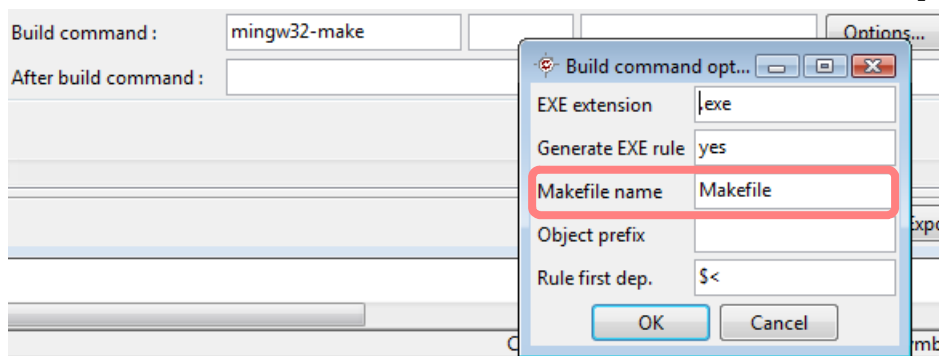 Build command : mingw32-make Options...
After build command :
Build command opt...
EXE extension .exe
Generate EXE rule yes
Makefile name Makefile
Object prefix
Rule first dep. $<
OK Cancel